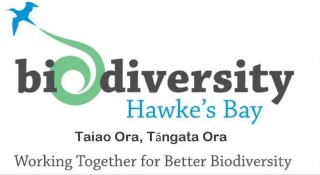 biodiversity
Hawke's Bay
Taiao Ora, Tāngata Ora
Working Together for Better Biodiversity